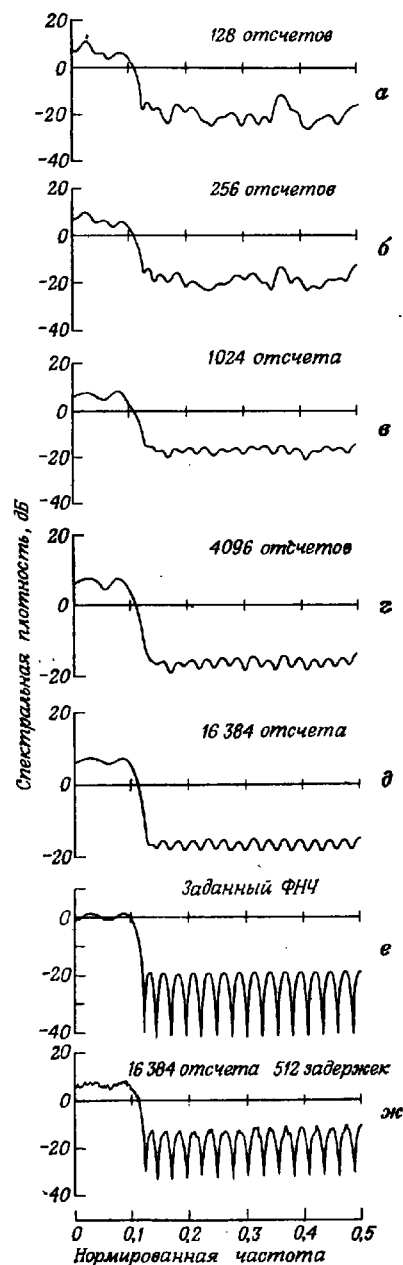 20
128 отсчетов
0
-20
а
-40
20
256 отсчетов
0
б
-20
-40
20
1024 отсчета
0
в
-20
-40
Спектральная плотность, дБ
20
4096 отсчетов
0
г
-20
20
16 384 отсчета
0
д
-20
Заданный ФНЧ
0
е
-20
-40
20
16 384 отсчета 512 задержек
0
ж
-20
-40
0 0,1 0,2 0,3 0,4 0,5
Нормированная частота